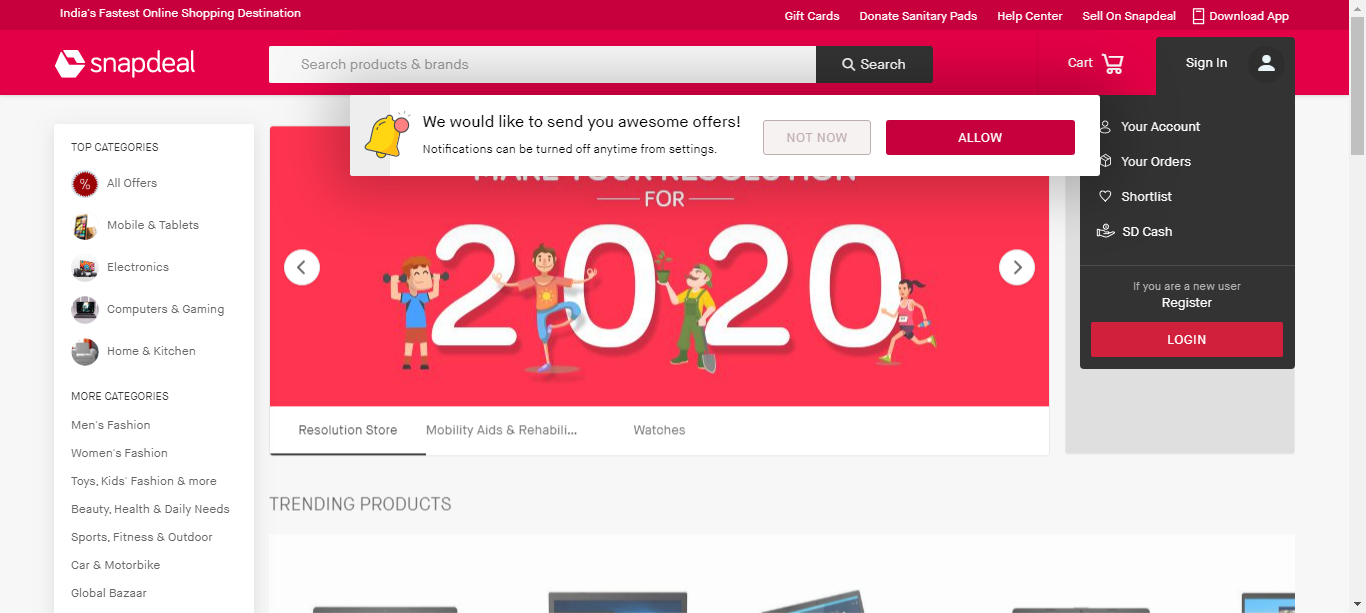 India's Fastest Online Shopping Destination
Gift Cards
Donate Sanitary Pads
Help Center
Sell On Snapdeal
Download App
snapdeal
Search products & brands
Search
Cart
Sign In
We would like to send you awesome offers!
Notifications can be turned off anytime from settings.
NOT NOW
ALLOW
Your Account
Your Orders
Shortlist
SD Cash
If you are a new user
Register
LOGIN
TOP CATEGORIES
%
All Offers
Mobile & Tablets
Electronics
Computers & Gaming
Home & Kitchen
MORE CATEGORIES
Men's Fashion
Women's Fashion
Toys, Kids' Fashion & more
Beauty, Health & Daily Needs
Sports, Fitness & Outdoor
Car & Motorbike
Global Bazaar
MAKE YOUR RESOLUTION
FOR
2020
Resolution Store
Mobility Aids & Rehabili...
Watches
TRENDING PRODUCTS